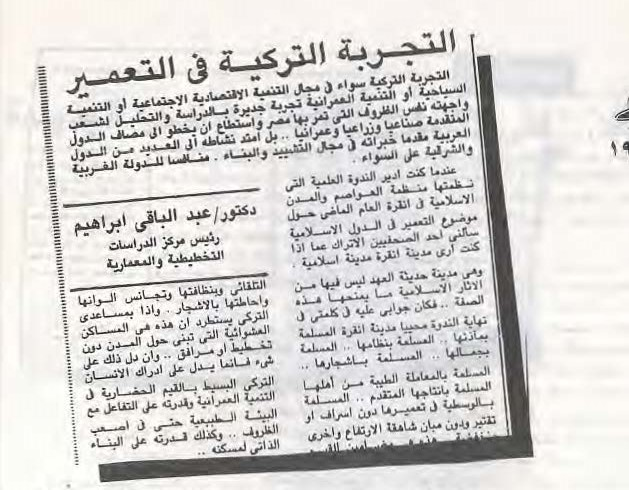 التجربة التركية فى التعمير
التجربة التركية سواء فى مجال التنمية الاقتصادية الاجتماعية أو التنمية
السياحية أو التنمية العمرانية تجربة جديرة بالدراسة والتحليل لشعب
واجهته نفس الظروف التى تمر بها مصر واستطاع ان يخطو الى مصاف الدول
المتقدمة صناعيا وزراعيا وعمرانيا .. بل امتد نشاطه الى العديد من الدول
العربية مقدما خبراته فى مجال التشييد والبناء . منافسا للدولة الغربية
والشرقية على السواء .
عندما كنت ادير الندوة العلمية التى
نظمتها منظمة العواصم والمدن
الاسلامية فى انقرة العام الماضى حول
موضوع التعمير فى الدول الاسلامية
سالنى احد الصحفيين الاتراك عما اذا
كنت ارى مدينة انقرة مدينة اسلامية .
وهى مدينة حديثة العهد ليس فيها من
الآثار الاسلامية ما يمنحها هذه
الصفة .. فكان جوابى عليه فى كلمتى فى
نهاية الندوة محييا مدينة انقرة المسلمة
بمآذنها .. المسلمة بنظامها .. المسلمة
بجمالها .. المسلمة باشجارها ..
المسلمة بالمعاملة الطيبة من أهلها
المسلمة بانتاجها المتقدم .. المسلمة
بالوسطية فى تعميرها دون اسراف او
تقتير ودون مبان شاهقة الارتفاع واخرى
دكتور/ عبد الباقى ابراهيم
رئيس مركز الدراسات
التخطيطية والمعمارية
التلقائى وبنظافتها وتجانس الوانها
واحاطتها بالاشجار . واذا بمساعدى
التركى يستطرد ان هذه هى المساكن
العشوائية التى تبنى حول المدن دون
تخطيط او مرافق .. وان دل ذلك على
شىء فانما يدل على ادراك الانسان
التركى البسيط بالقيم الحضارية فى
التنمية العمرانية وقدرته على التفاعل مع
البيئة الطبيعية حتى فى اصعب
الظروف .. وكذلك قدرته على البناء
الذاتى لمسكنه ..
١٩